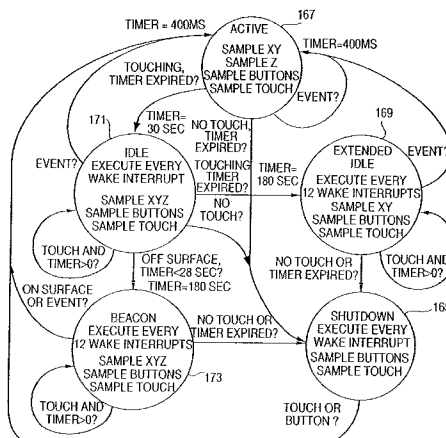 167
TIMER = 400MS
ACTIVE
SAMPLE XY
SAMPLE Z
SAMPLE BUTTONS
SAMPLE TOUCH
TIMER=400MS
TOUCHING,
TIMER EXPIRED?
EVENT?
TIMER=
30 SEC
171
IDLE
EXECUTE EVERY
WAKE INTERRUPT
SAMPLE XYZ
SAMPLE BUTTONS
SAMPLE TOUCH
EVENT?
NO TOUCH,
TIMER
EXPIRED?
TOUCHING
TIMER
EXPIRED?
NO
TOUCH?
TIMER=
180 SEC
169
EXTENDED
IDLE
EXECUTE EVERY
12 WAKE INTERRUPTS
SAMPLE XY
SAMPLE BUTTONS
SAMPLE TOUCH
EVENT?
TOUCH AND
TIMER>0?
OFF SURFACE,
TIMER<28 SEC?
TIMER=180 SEC
NO TOUCH OR
TIMER EXPIRED?
TOUCH AND
TIMER>0?
ON SURFACE
OR EVENT?
BEACON
EXECUTE EVERY
12 WAKE INTERRUPTS
SAMPLE XYZ
SAMPLE BUTTONS
SAMPLE TOUCH
173
NO TOUCH OR
TIMER EXPIRED?
SHUTDOWN
EXECUTE EVERY
WAKE INTERRUPT
SAMPLE BUTTONS
SAMPLE TOUCH
TOUCH AND
TIMER>0?
TOUCH OR
BUTTON ?